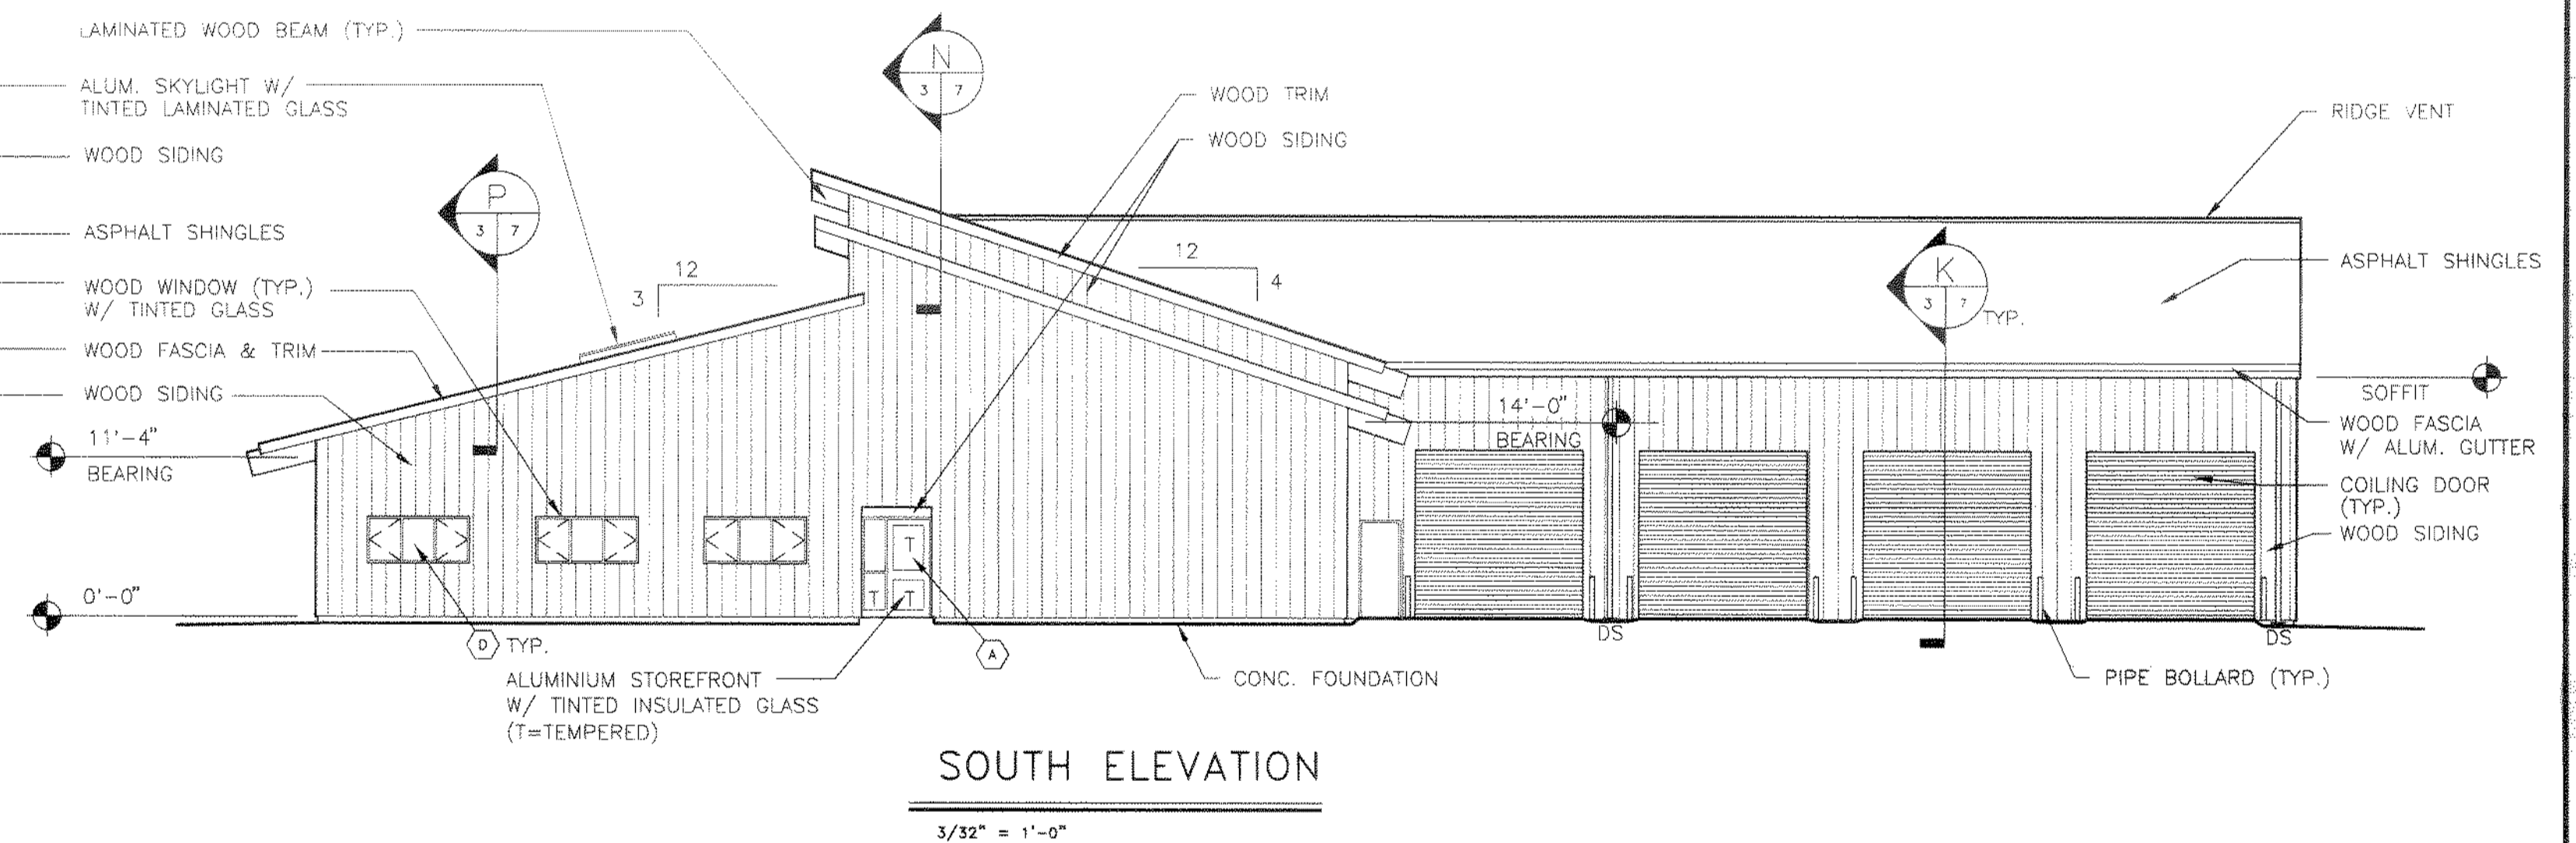 LAMINATED WOOD BEAM (TYP.)
ALUM. SKYLIGHT W/
TINTED LAMINATED GLASS
WOOD SIDING
ASPHALT SHINGLES
WOOD WINDOW (TYP.)
W/ TINTED GLASS
WOOD FASCIA & TRIM
WOOD SIDING
11'-4"
BEARING
0'-0"
P
3 7
N
3 7
12
3
WOOD TRIM
WOOD SIDING
12
4
K
3 7
TYP.
RIDGE VENT
ASPHALT SHINGLES
SOFFIT
14'-0"
BEARING
WOOD FASCIA
W/ ALUM. GUTTER
COILING DOOR
(TYP.)
WOOD SIDING
T
T
T
D TYP.
A
DS
DS
ALUMINIUM STOREFRONT
W/ TINTED INSULATED GLASS
(T=TEMPERED)
CONC. FOUNDATION
PIPE BOLLARD (TYP.)
SOUTH ELEVATION
3/32" = 1'-0"